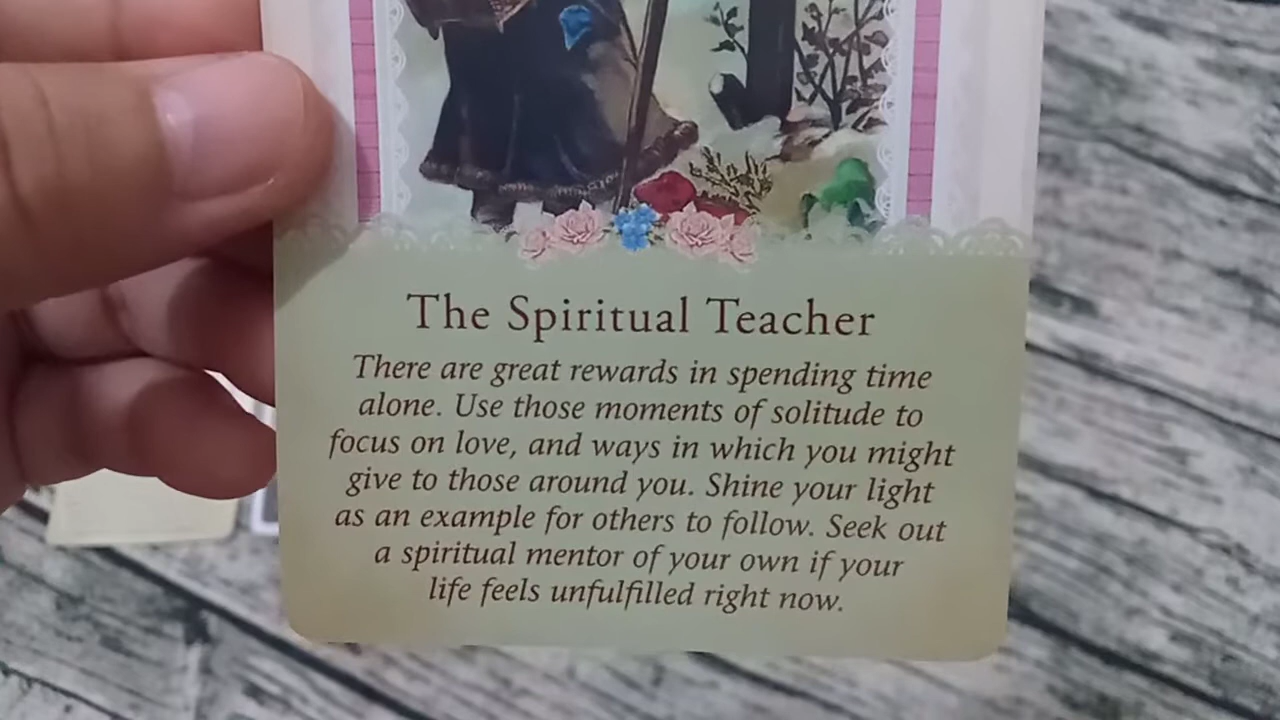 The Spiritual Teacher
There are great rewards in spending time
alone. Use those moments of solitude to
focus on love, and ways in which you might
give to those around you. Shine your light
as an example for others to follow. Seek out
a spiritual mentor of your own if your
life feels unfulfilled right now.